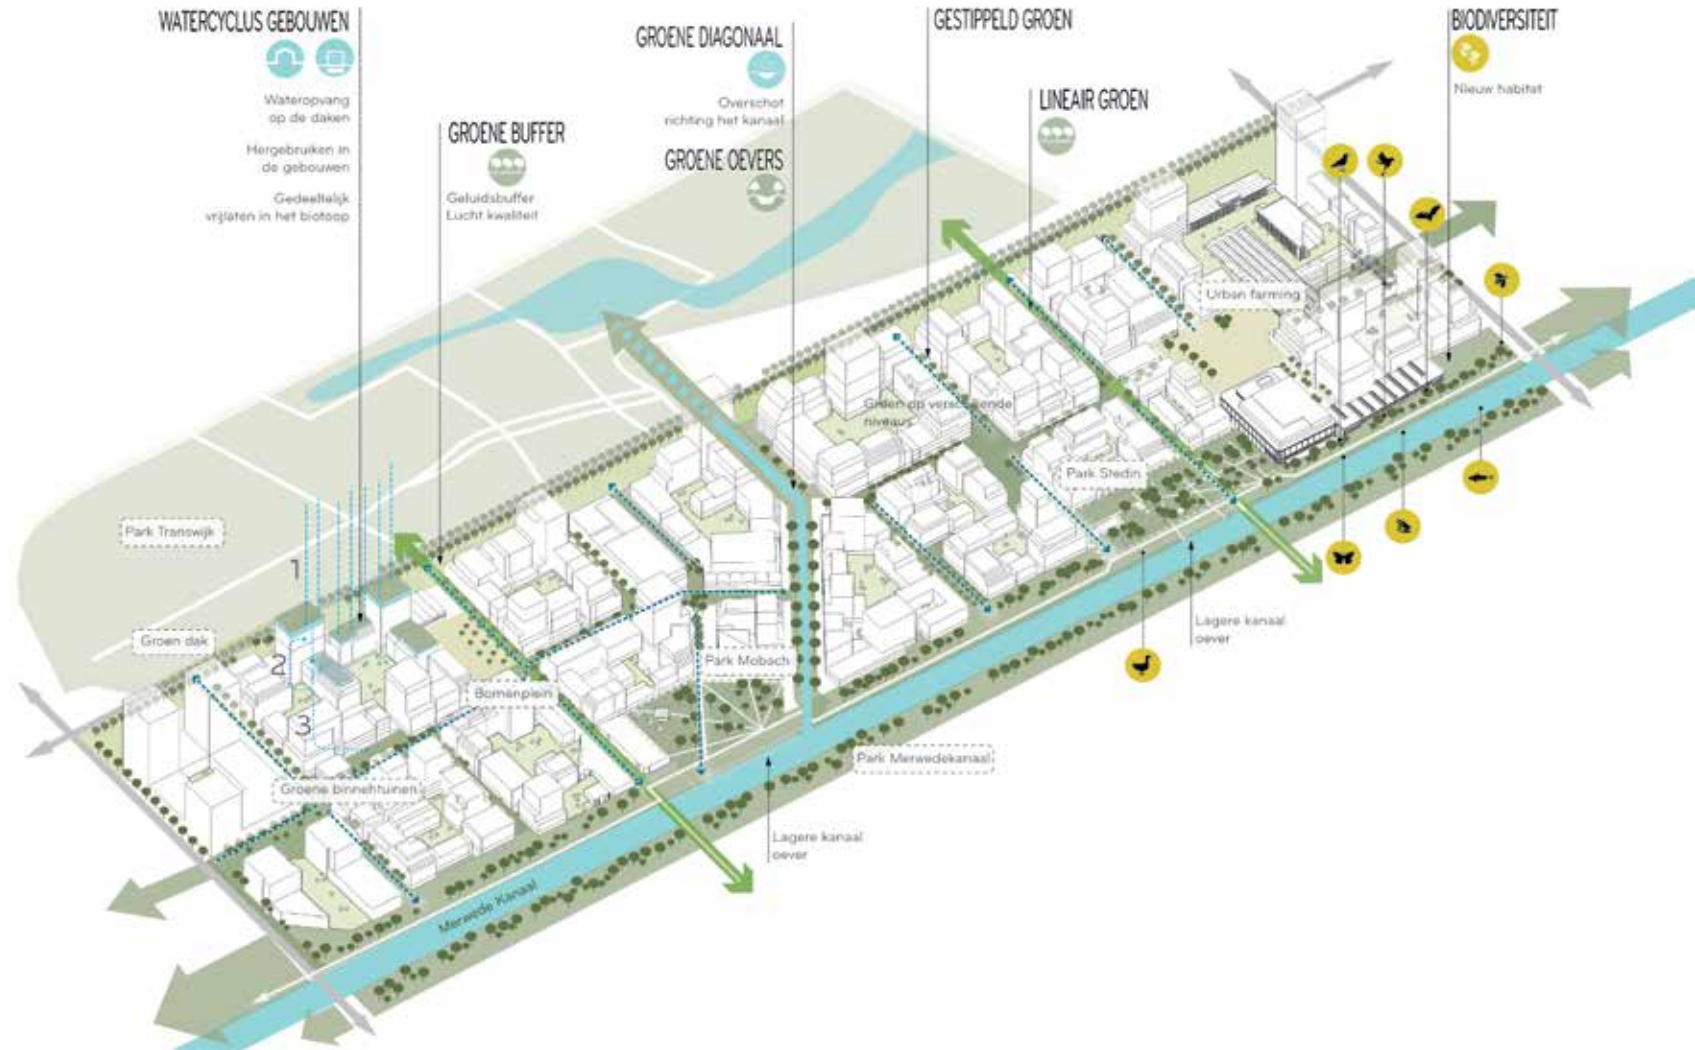 WATERCYCLUS GEBOUWEN
Wateropvang
op de daken
Hergebruiken in
de gebouwen
Gedeeltelijk
vrijlaten in het biotoop
GROENE BUFFER
Geluidsbuffer
Lucht kwaliteit
GROENE DIAGONAAL
Overschot
richting het kanaal
GROENE OEVERS
GESTIPPELD GROEN
LINEAIR GROEN
BIODIVERSITEIT
Nieuw habitat
Urban farming
Groen op verschillende
niveaus
Park Stedin
Park Transwijk
1
Groen dak
2
3
Park Mobach
Bomenplein
Groene binnentuinen
Park Merwedekanaal
Lagere kanaal
oever
Lagere kanaal
oever
Merwede Kanaal